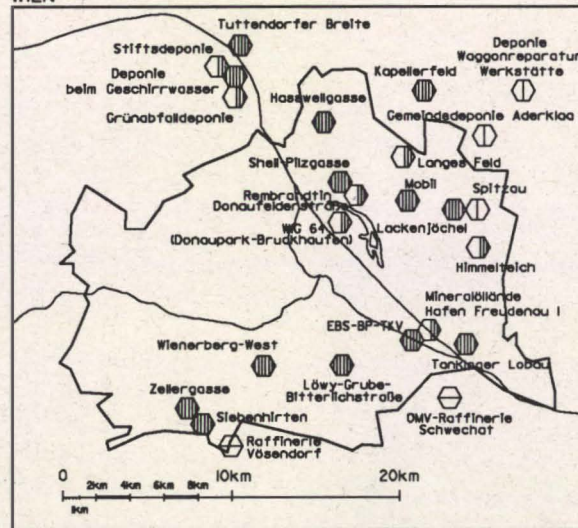 WIEN
Tuttendorfer Breite
Stiftsdeponie
Deponie
beim Geschirrwasser
Grünabfalldeponie
Hasswellgasse
Kapellerfeld
Deponie
Waggonreparatur
Werkstätte
Gemeindedeponie Aderklaa
Langes Feld
Shell-Pilzgasse
Rembrandtin
Donaufelderstraße
WIG 64
(Donaupark-Bruckhaufen)
Mobil
Spitzau
Lackenjöchel
Himmelteich
Mineralöllände
Hafen Freudenau I
EBS-BP-TKV
Tanklager Lobau
Wienerberg-West
Löwy-Grube-
Bitterlichstraße
Zellergasse
Siebenhirten
Raffinerie
Vösendorf
OMV-Raffinerie
Schwechat
0 10km 20km
2km 4km 6km 8km
1km